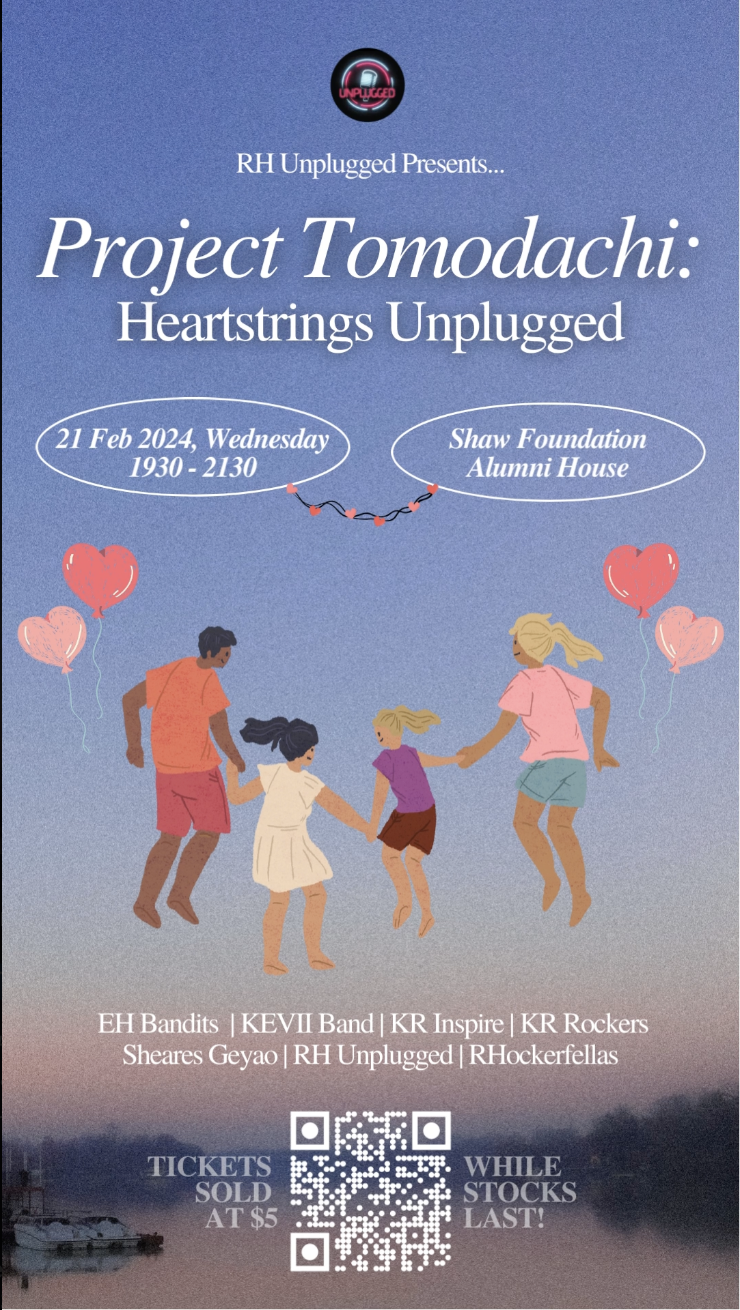 UNPLUGGED
RH Unplugged Presents...
Project Tomodachi:
Heartstrings Unplugged
21 Feb 2024, Wednesday
1930 - 2130
Shaw Foundation
Alumni House
EH Bandits | KEVII Band | KR Inspire | KR Rockers
Sheares Geyao | RH Unplugged | RHockerfellas
TICKETS
SOLD
AT $5
WHILE
STOCKS
LAST!